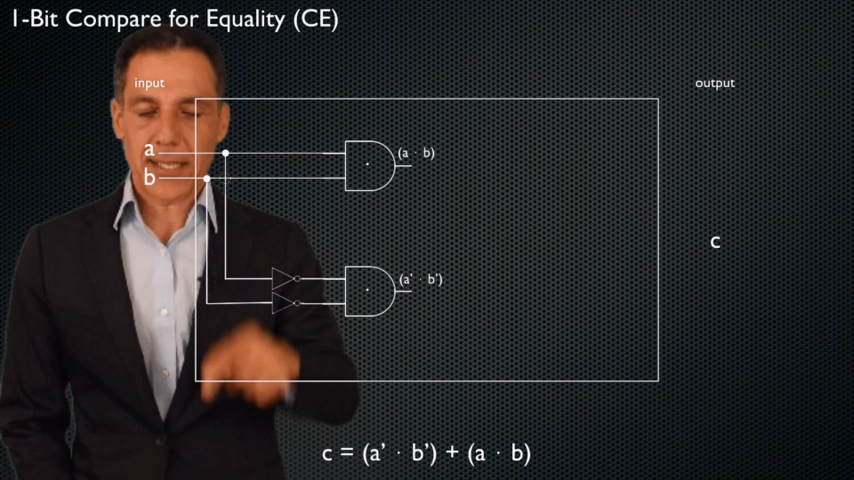 1-Bit Compare for Equality (CE)
input
output
a
b
(a · b)
c
(a' · b')
c = (a' · b') + (a · b)